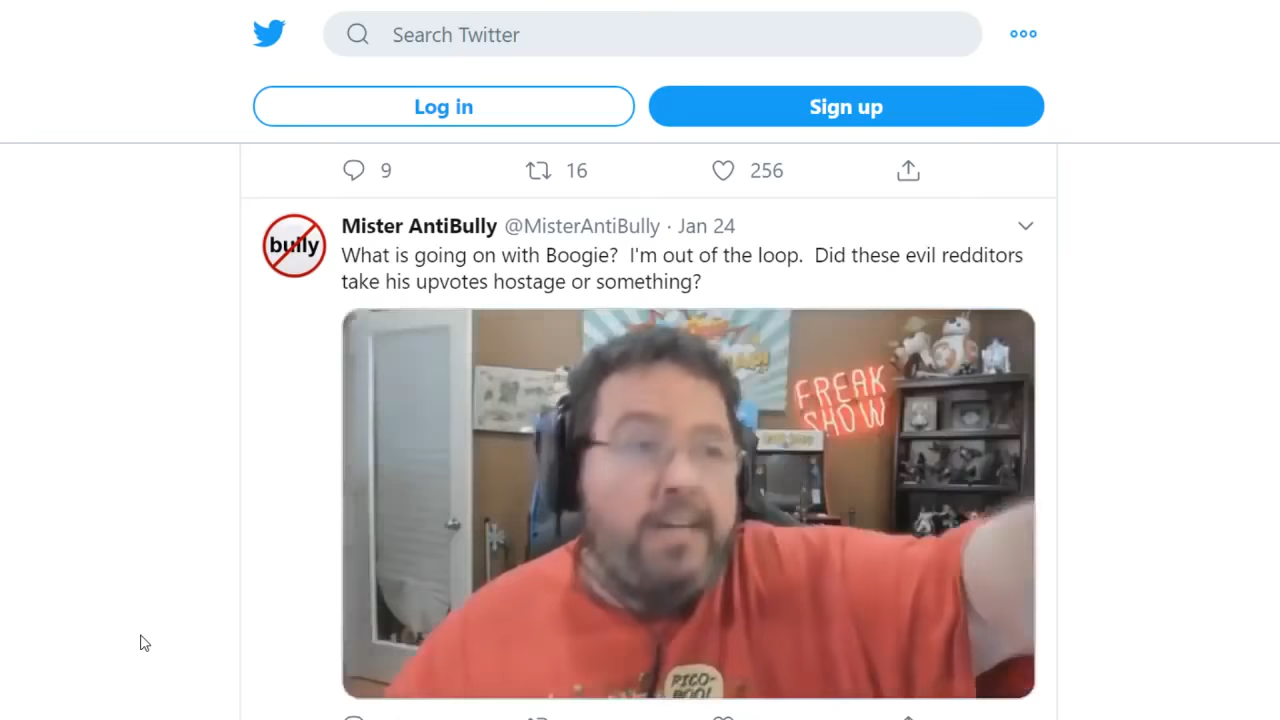 Search Twitter
Log in
Sign up
9
16
256
Mister AntiBully @MisterAntiBully · Jan 24
bully
What is going on with Boogie? I'm out of the loop. Did these evil redditors
take his upvotes hostage or something?
FREAK
SHOW
PICO-
BOO!